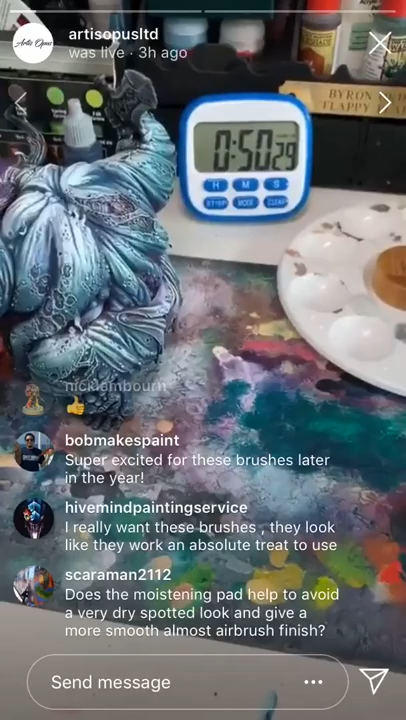 Artis Opus
artisopusltd
was live · 3h ago
BYRON
"FLAPPY
0:50 29
H M S
MODE CLEAR
nicklambourn
👍
bobmakespaint
Super excited for these brushes later
in the year!
hivemindpaintingservice
I really want these brushes , they look
like they work an absolute treat to use
scaraman2112
Does the moistening pad help to avoid
a very dry spotted look and give a
more smooth almost airbrush finish?
Send message